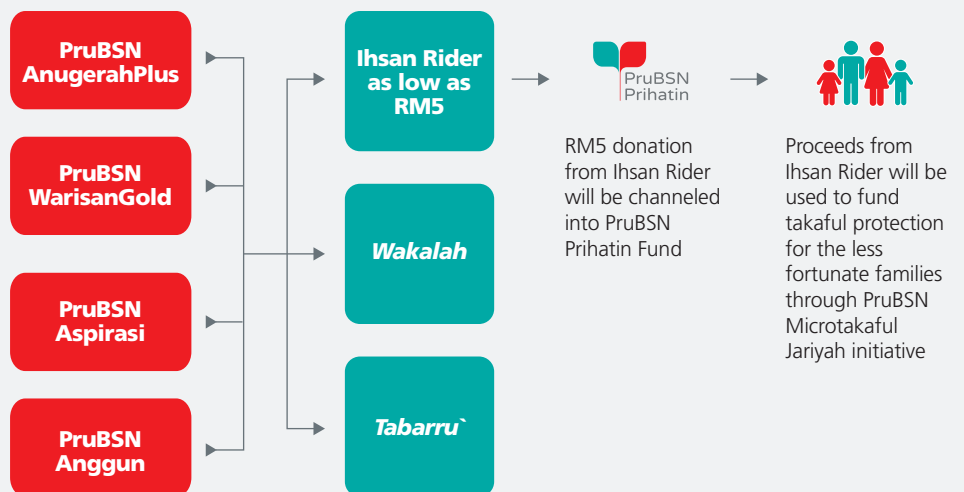 PruBSN
AnugerahPlus
PruBSN
WarisanGold
PruBSN
Aspirasi
PruBSN
Anggun
Ihsan Rider
as low as
RM5
Wakalah
Tabarru`
PruBSN
Prihatin
RM5 donation
from Ihsan Rider
will be channeled
into PruBSN
Prihatin Fund
Proceeds from
Ihsan Rider will be
used to fund
takaful protection
for the less
fortunate families
through PruBSN
Microtakaful
Jariyah initiative